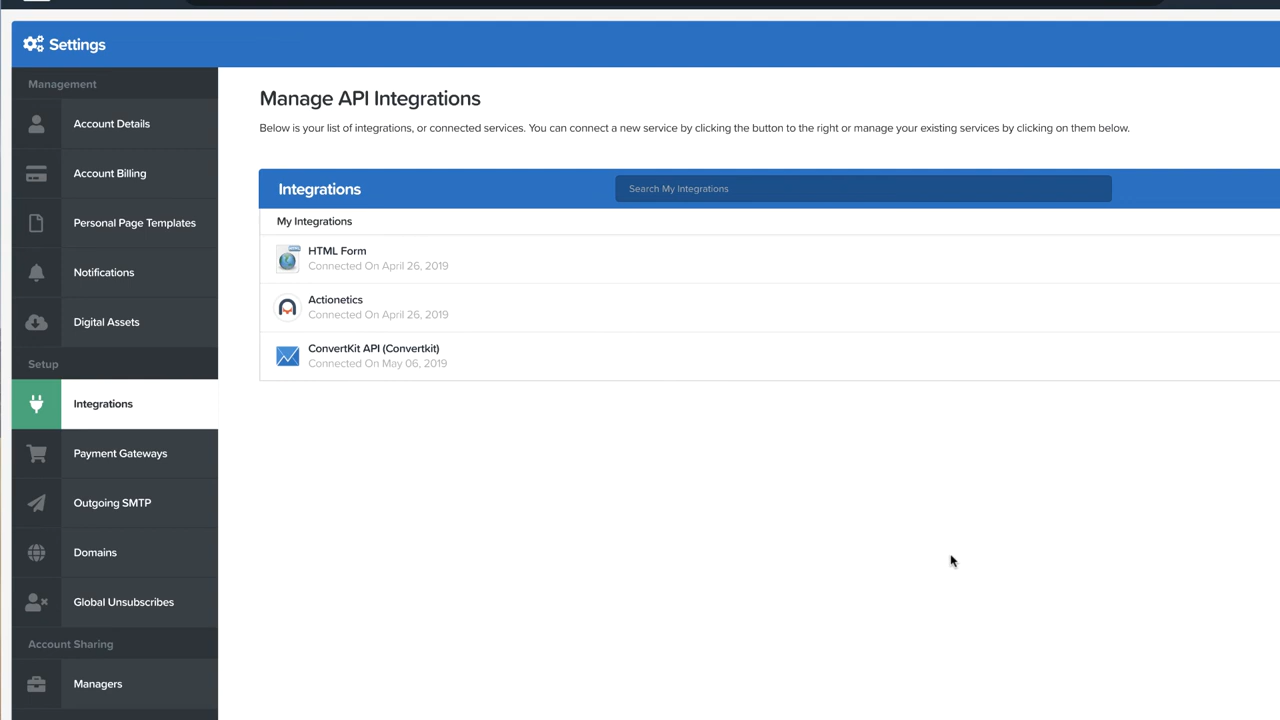 Settings
Management
Account Details
Account Billing
Personal Page Templates
Notifications
Digital Assets
Setup
Integrations
Payment Gateways
Outgoing SMTP
Domains
Global Unsubscribes
Account Sharing
Managers
Manage API Integrations
Below is your list of integrations, or connected services. You can connect a new service by clicking the button to the right or manage your existing services by clicking on them below.
Integrations
Search My Integrations
My Integrations
HTML Form
Connected On April 26, 2019
Actionetics
Connected On April 26, 2019
ConvertKit API (Convertkit)
Connected On May 06, 2019